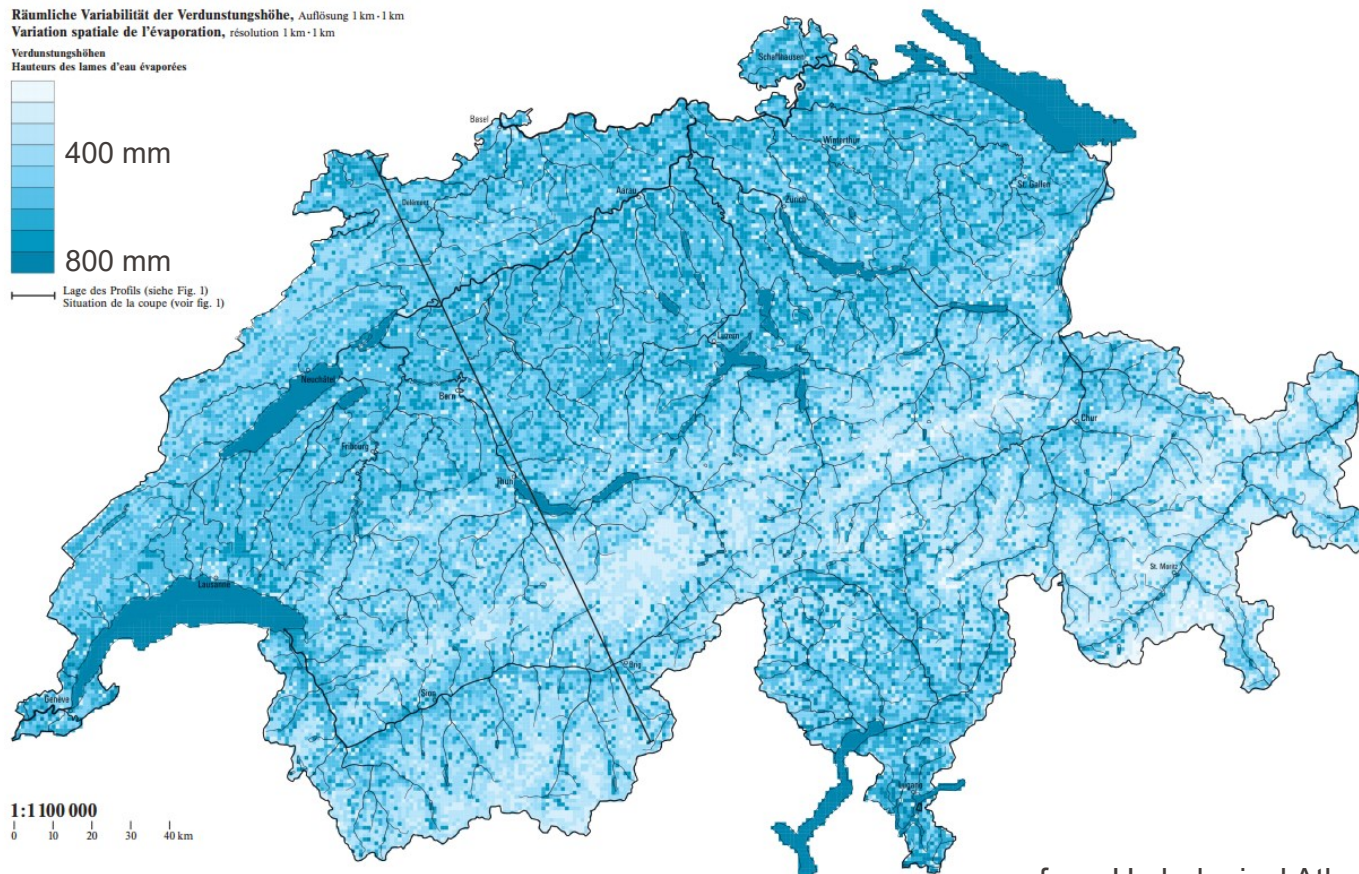 Räumliche Variabilität der Verdunstungshöhe, Auflösung 1 km · 1 km
Variation spatiale de l'évaporation, résolution 1 km · 1 km
Verdunstungshöhen
Hauteurs des lames d'eau évaporées
400 mm
800 mm
Lage des Profils (siehe Fig. 1)
Situation de la coupe (voir fig. 1)
Schaffhausen
Basel
Winterthur
St. Gallen
Delémont
Aarau
Zürich
Luzern
Neuchâtel
Bern
Chur
Fribourg
Thun
St. Moritz
Lausanne
Brig
Sion
Genève
Lugano
1:1100 000
0 10 20 30 40 km